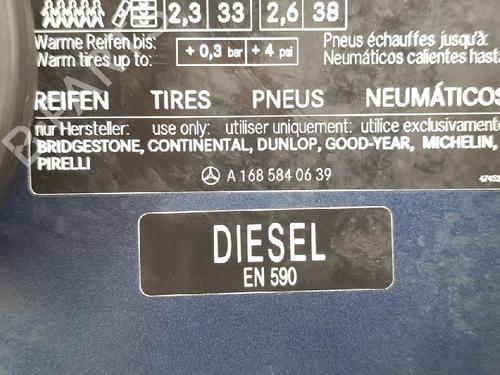 2,3 33 2,6 38
Warme Reifen bis: + 0,3 bar + 4 psi Pneus échauffes jusqu'à:
Warm tires up to: Neumáticos calientes hasta
REIFEN TIRES PNEUS NEUMÁTICOS
nur Hersteller: use only: utiliser uniquement: utilice exclusivamente
BRIDGESTONE, CONTINENTAL, DUNLOP, GOOD-YEAR, MICHELIN,
PIRELLI
A 168 584 06 39
DIESEL
EN 590